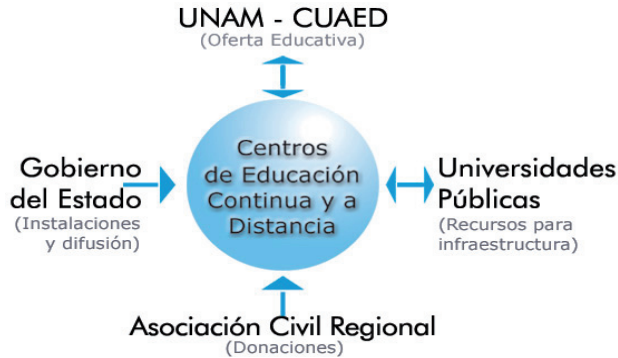 UNAM - CUAED
(Oferta Educativa)
Centros
de Educación
Continua y a
Distancia
Gobierno
del Estado
(Instalaciones
y difusión)
Universidades
Públicas
(Recursos para
infraestructura)
Asociación Civil Regional
(Donaciones)